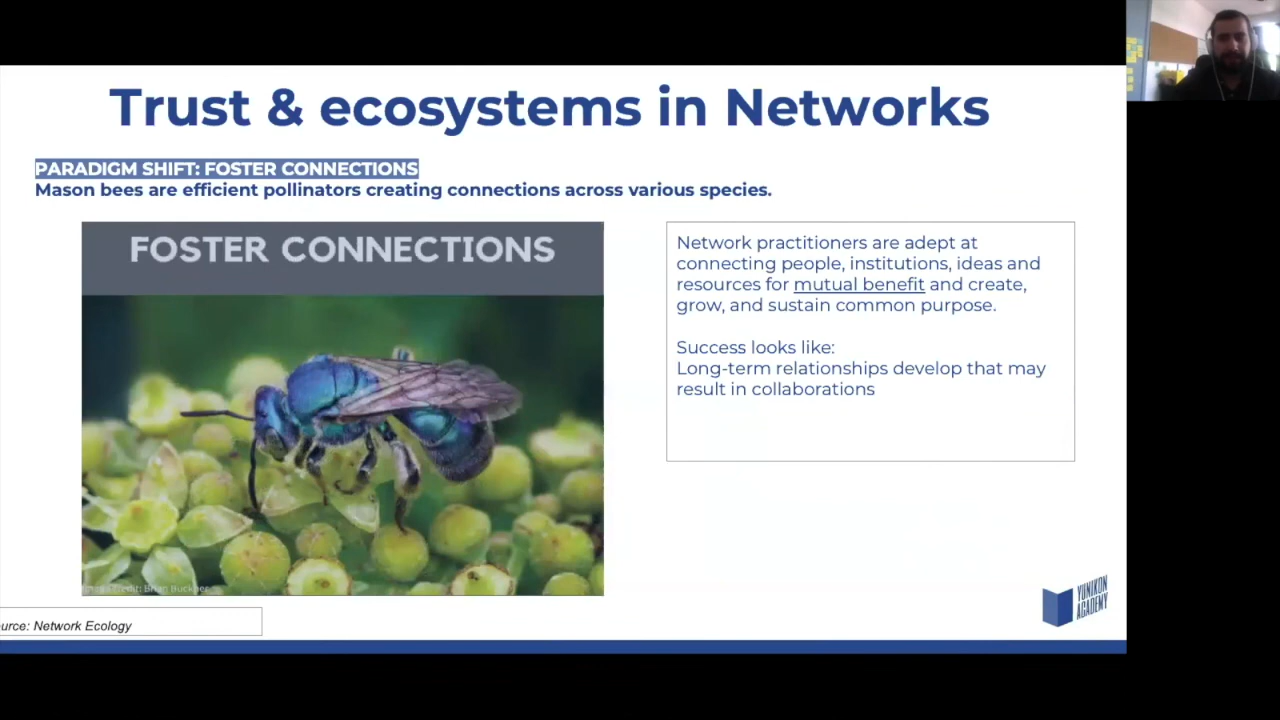 Trust & ecosystems in Networks
PARADIGM SHIFT: FOSTER CONNECTIONS
Mason bees are efficient pollinators creating connections across various species.
FOSTER CONNECTIONS
Network practitioners are adept at
connecting people, institutions, ideas and
resources for mutual benefit and create,
grow, and sustain common purpose.
Success looks like:
Long-term relationships develop that may
result in collaborations
Credit: Brian Buckner
urce: Network Ecology
YUNIKON
ACADEMY